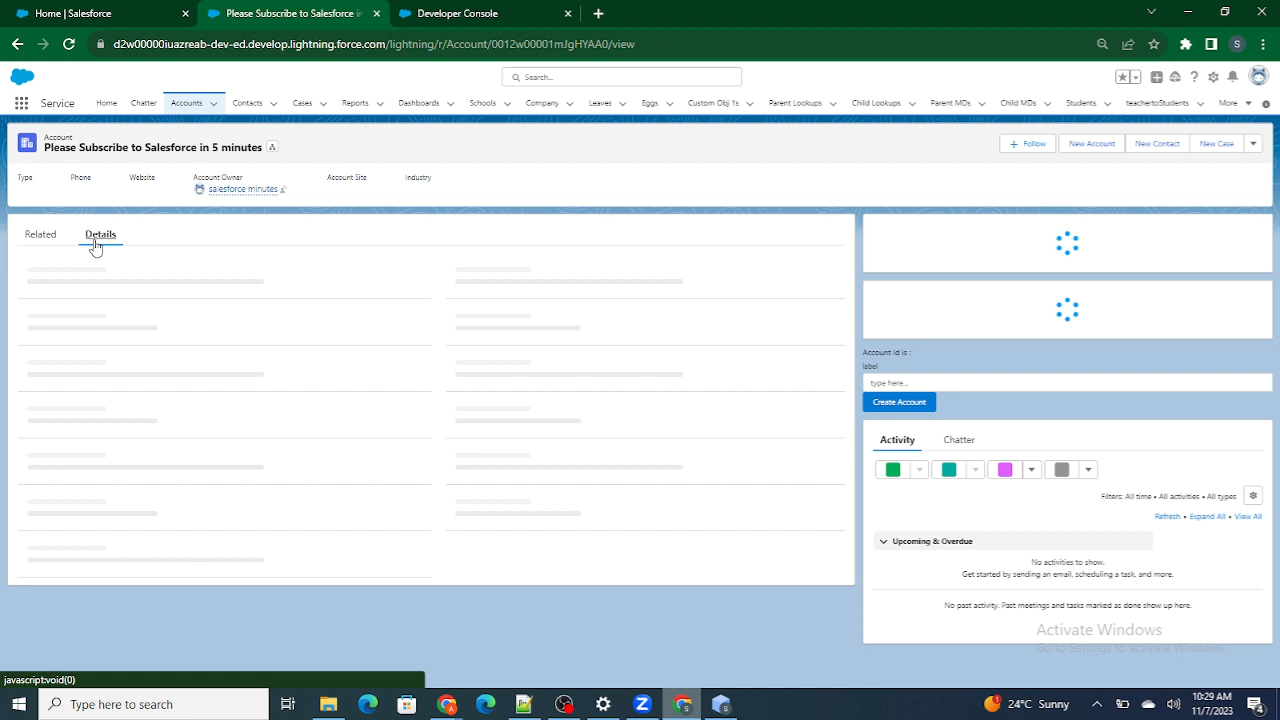 Home | Salesforce
Please Subscribe to Salesforce in
Developer Console
d2w00000iuazreab-dev-ed.develop.lightning.force.com/lightning/r/Account/0012w00001mJgHYAA0/view
S
Search...
Service
Home
Chatter
Accounts
Contacts
Cases
Reports
Dashboards
Schools
Company
Leaves
Eggs
Custom Obj 1s
Parent Lookups
Child Lookups
Parent MDs
Child MDs
Students
teachertoStudents
More
Account
Please Subscribe to Salesforce in 5 minutes
Follow
New Account
New Contact
New Case
Type
Phone
Website
Account Owner
Account Site
Industry
salesforce minutes
Related
Details
Account Id is :
label
type here...
Create Account
Activity
Chatter
Filters: All time • All activities • All types
Refresh • Expand All • View All
Upcoming & Overdue
No activities to show.
Get started by sending an email, scheduling a task, and more.
No past activity. Past meetings and tasks marked as done show up here.
Activate Windows
Go to Settings to activate Windows.
javascript:void(0)
Type here to search
24°C Sunny
10:29 AM
11/7/2023